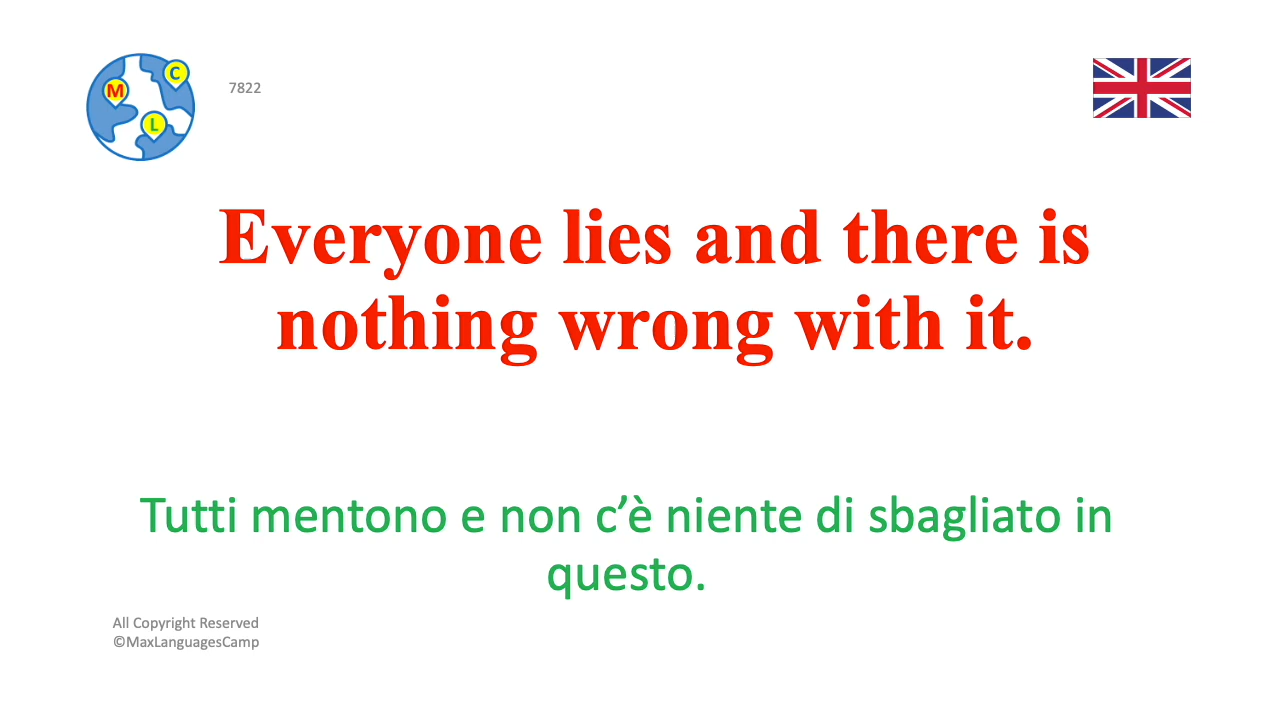 M
C
L
7822
Everyone lies and there is
nothing wrong with it.
Tutti mentono e non c’è niente di sbagliato in
questo.
All Copyright Reserved
©MaxLanguagesCamp